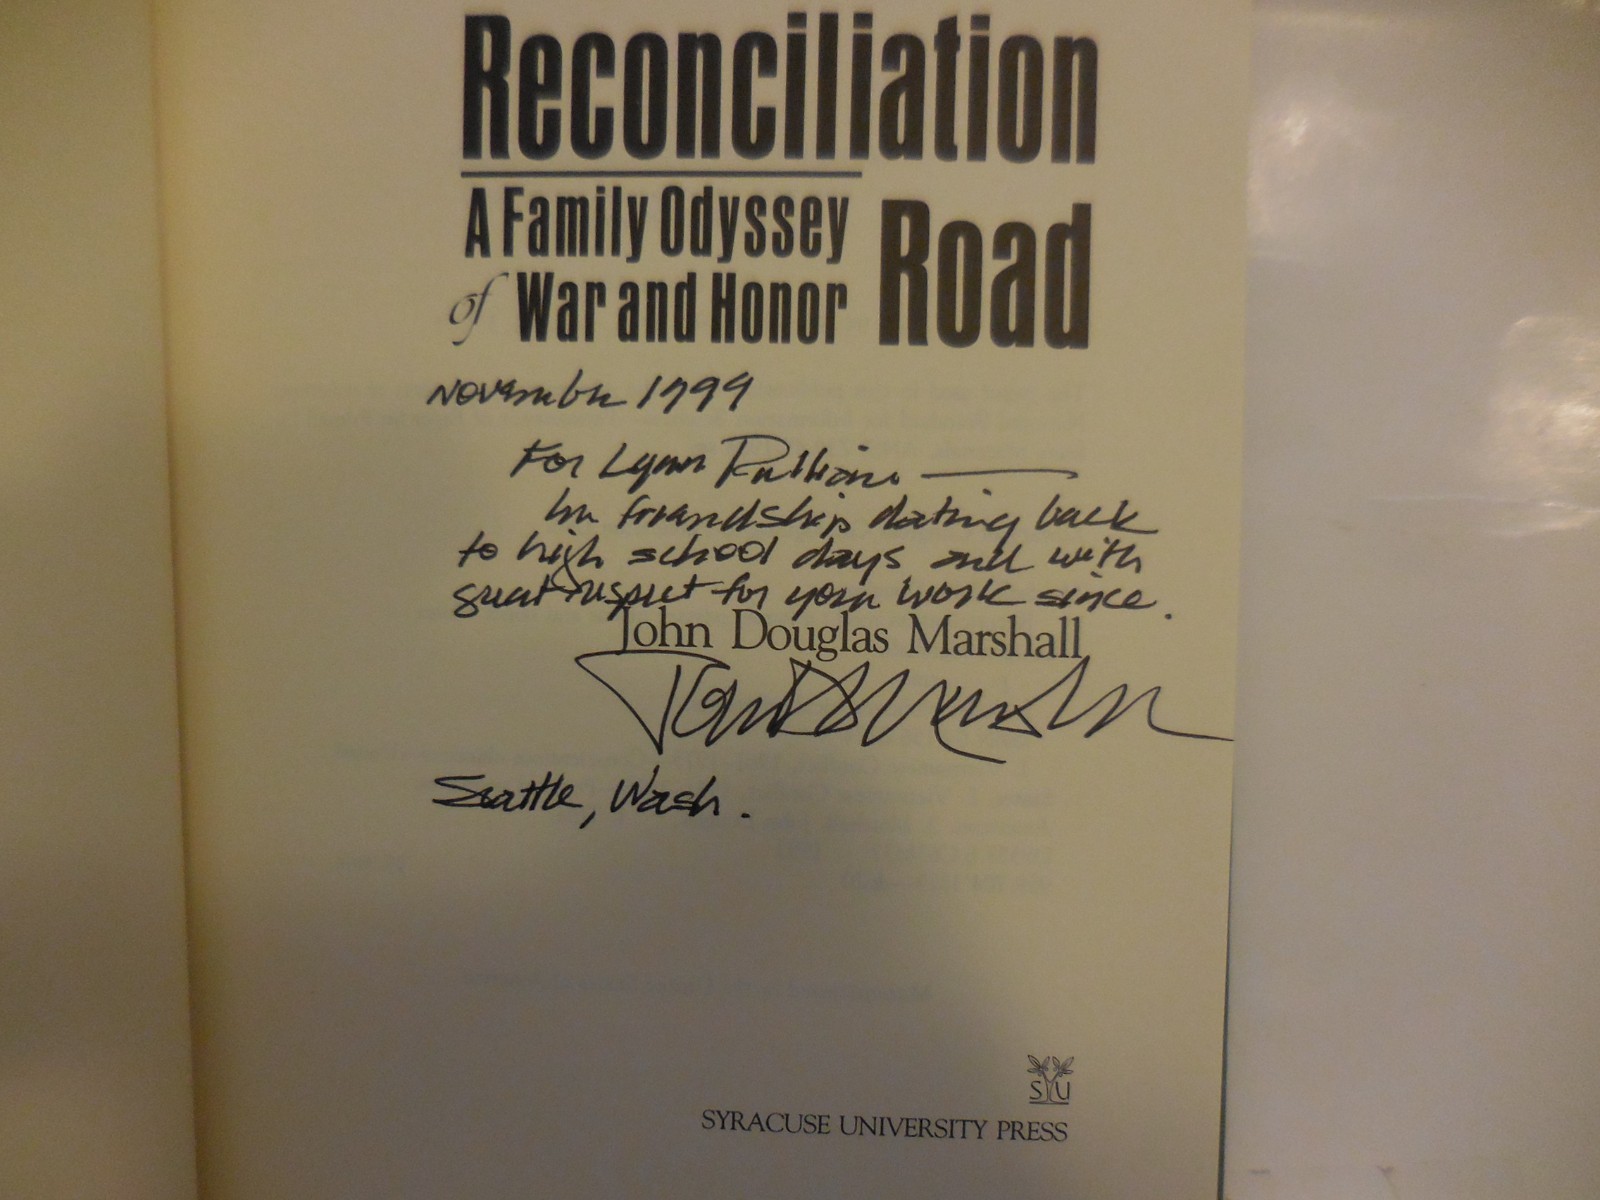 Reconciliation
A Family Odyssey
of War and Honor
Road
November 1999
For Lynn
In friendship dating back
to high school days and with
great respect for your work since.
John Douglas Marshall
Seattle, Wash.
SU
SYRACUSE UNIVERSITY PRESS